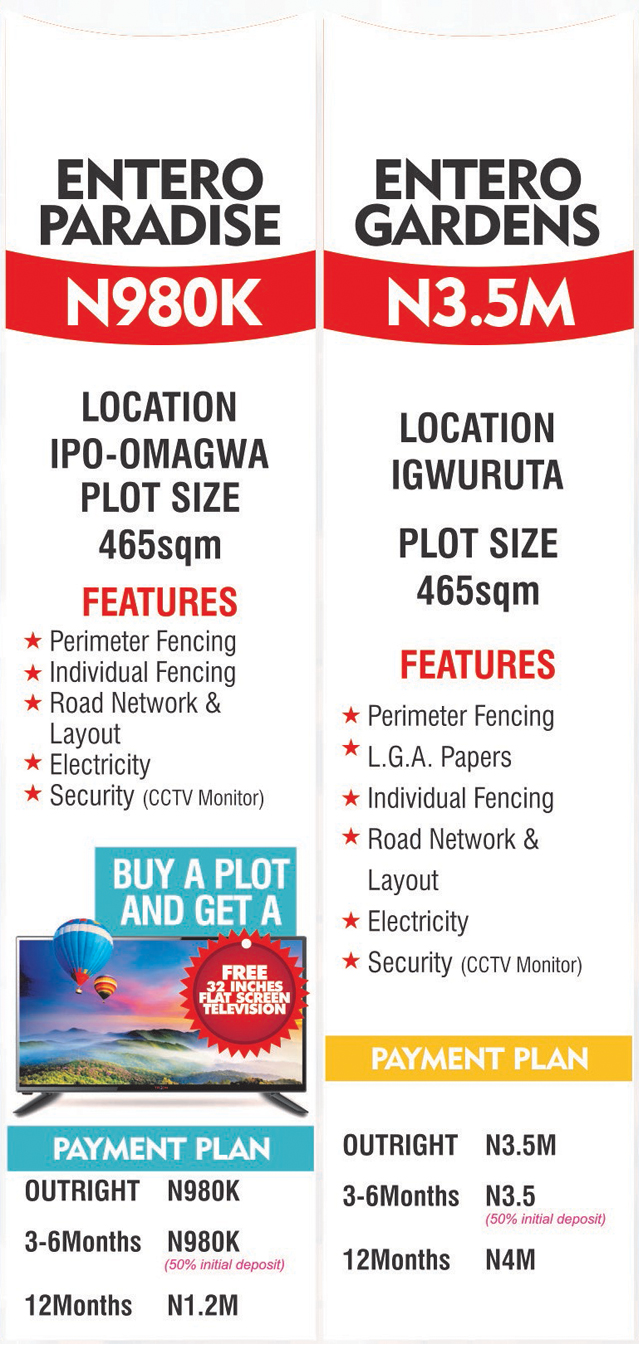 ENTERO
PARADISE
N980K
LOCATION
IPO-OMAGWA
PLOT SIZE
465sqm
FEATURES
★ Perimeter Fencing
★ Individual Fencing
★ Road Network &
Layout
★ Electricity
★ Security (CCTV Monitor)
BUY A PLOT
AND GET A
FREE
32 INCHES
FLAT SCREEN
TELEVISION
PAYMENT PLAN
OUTRIGHT N980K
3-6Months N980K
(50% initial deposit)
12Months N1.2M
ENTERO
GARDENS
N3.5M
LOCATION
IGWURUTA
PLOT SIZE
465sqm
FEATURES
★ Perimeter Fencing
★ L.G.A. Papers
★ Individual Fencing
★ Road Network &
Layout
★ Electricity
★ Security (CCTV Monitor)
PAYMENT PLAN
OUTRIGHT N3.5M
3-6Months N3.5
(50% initial deposit)
12Months N4M